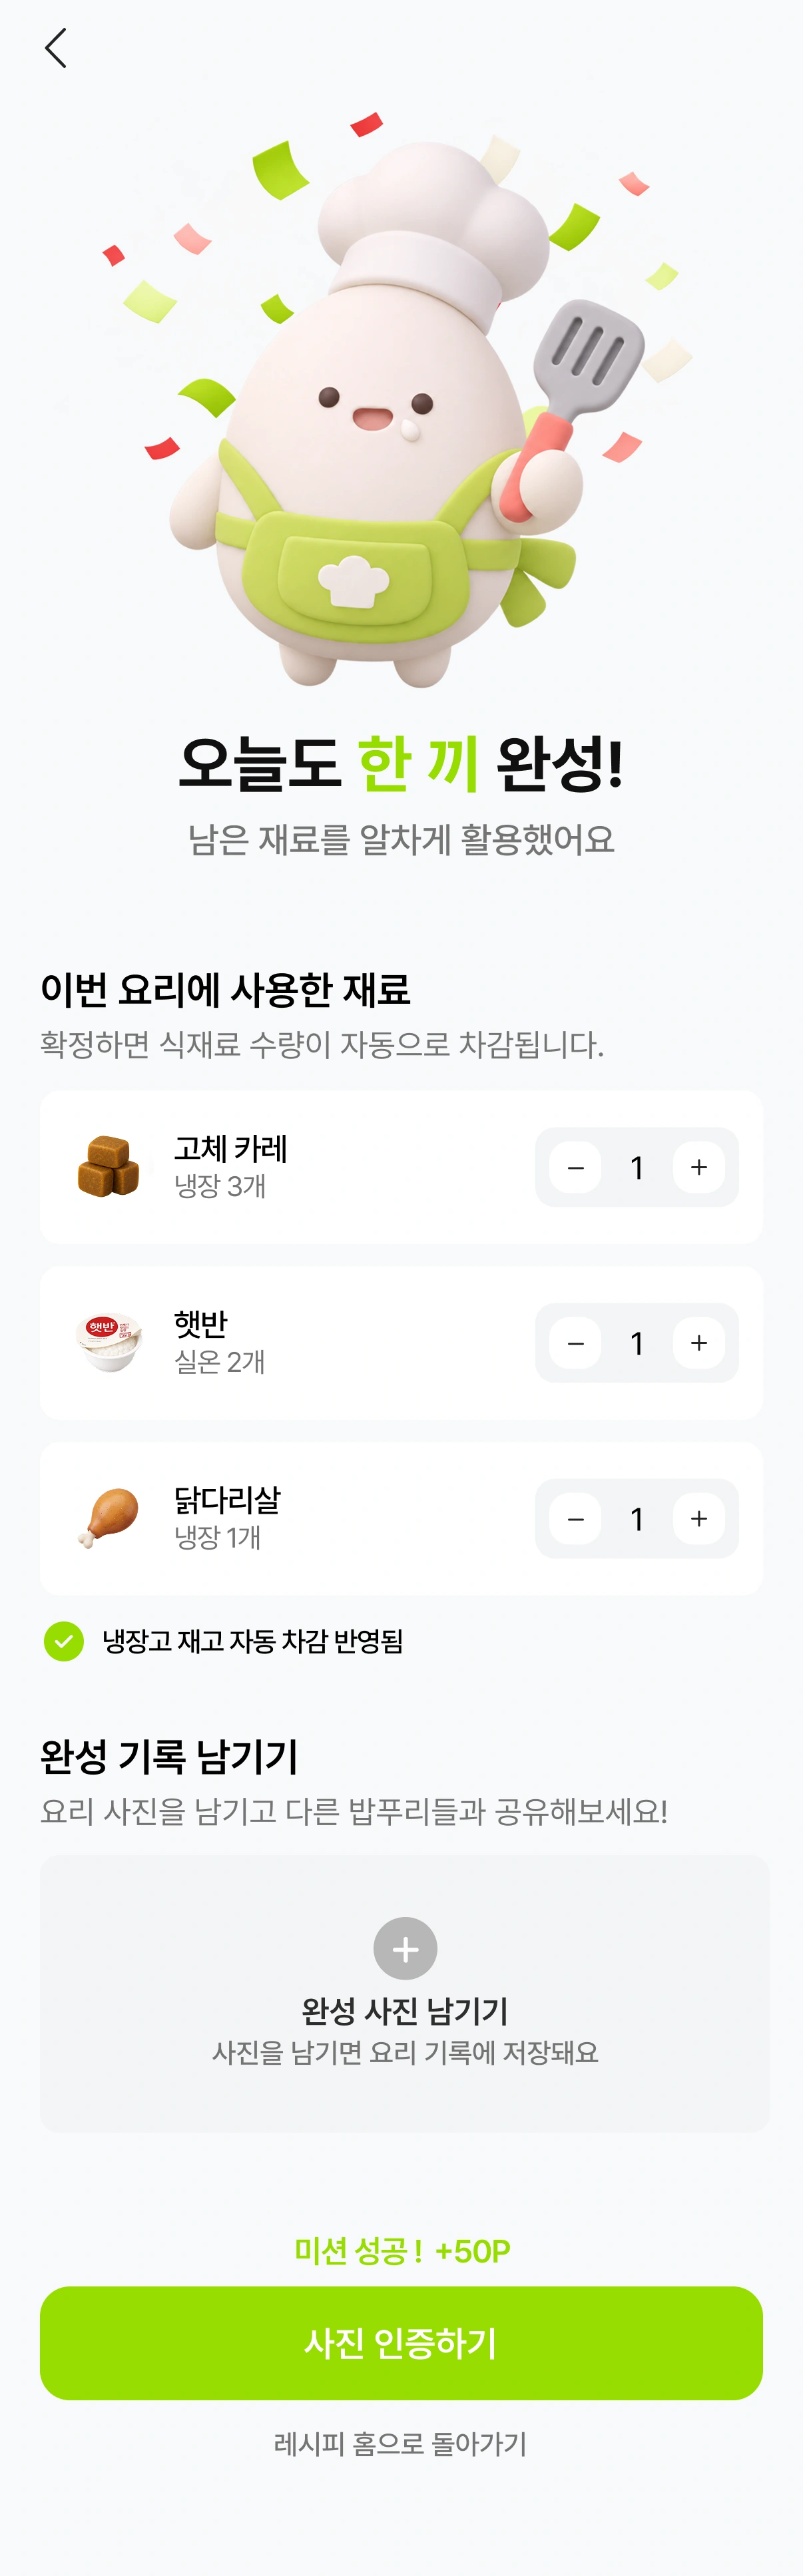 오늘도 한 끼 완성!
남은 재료를 알차게 활용했어요
이번 요리에 사용한 재료
확정하면 식재료 수량이 자동으로 차감됩니다.
고체 카레
냉장 3개
− 1 +
햇반
햇반
실온 2개
− 1 +
닭다리살
냉장 1개
− 1 +
냉장고 재고 자동 차감 반영됨
완성 기록 남기기
요리 사진을 남기고 다른 밥푸리들과 공유해보세요!
완성 사진 남기기
사진을 남기면 요리 기록에 저장돼요
미션 성공 ! +50P
사진 인증하기
레시피 홈으로 돌아가기